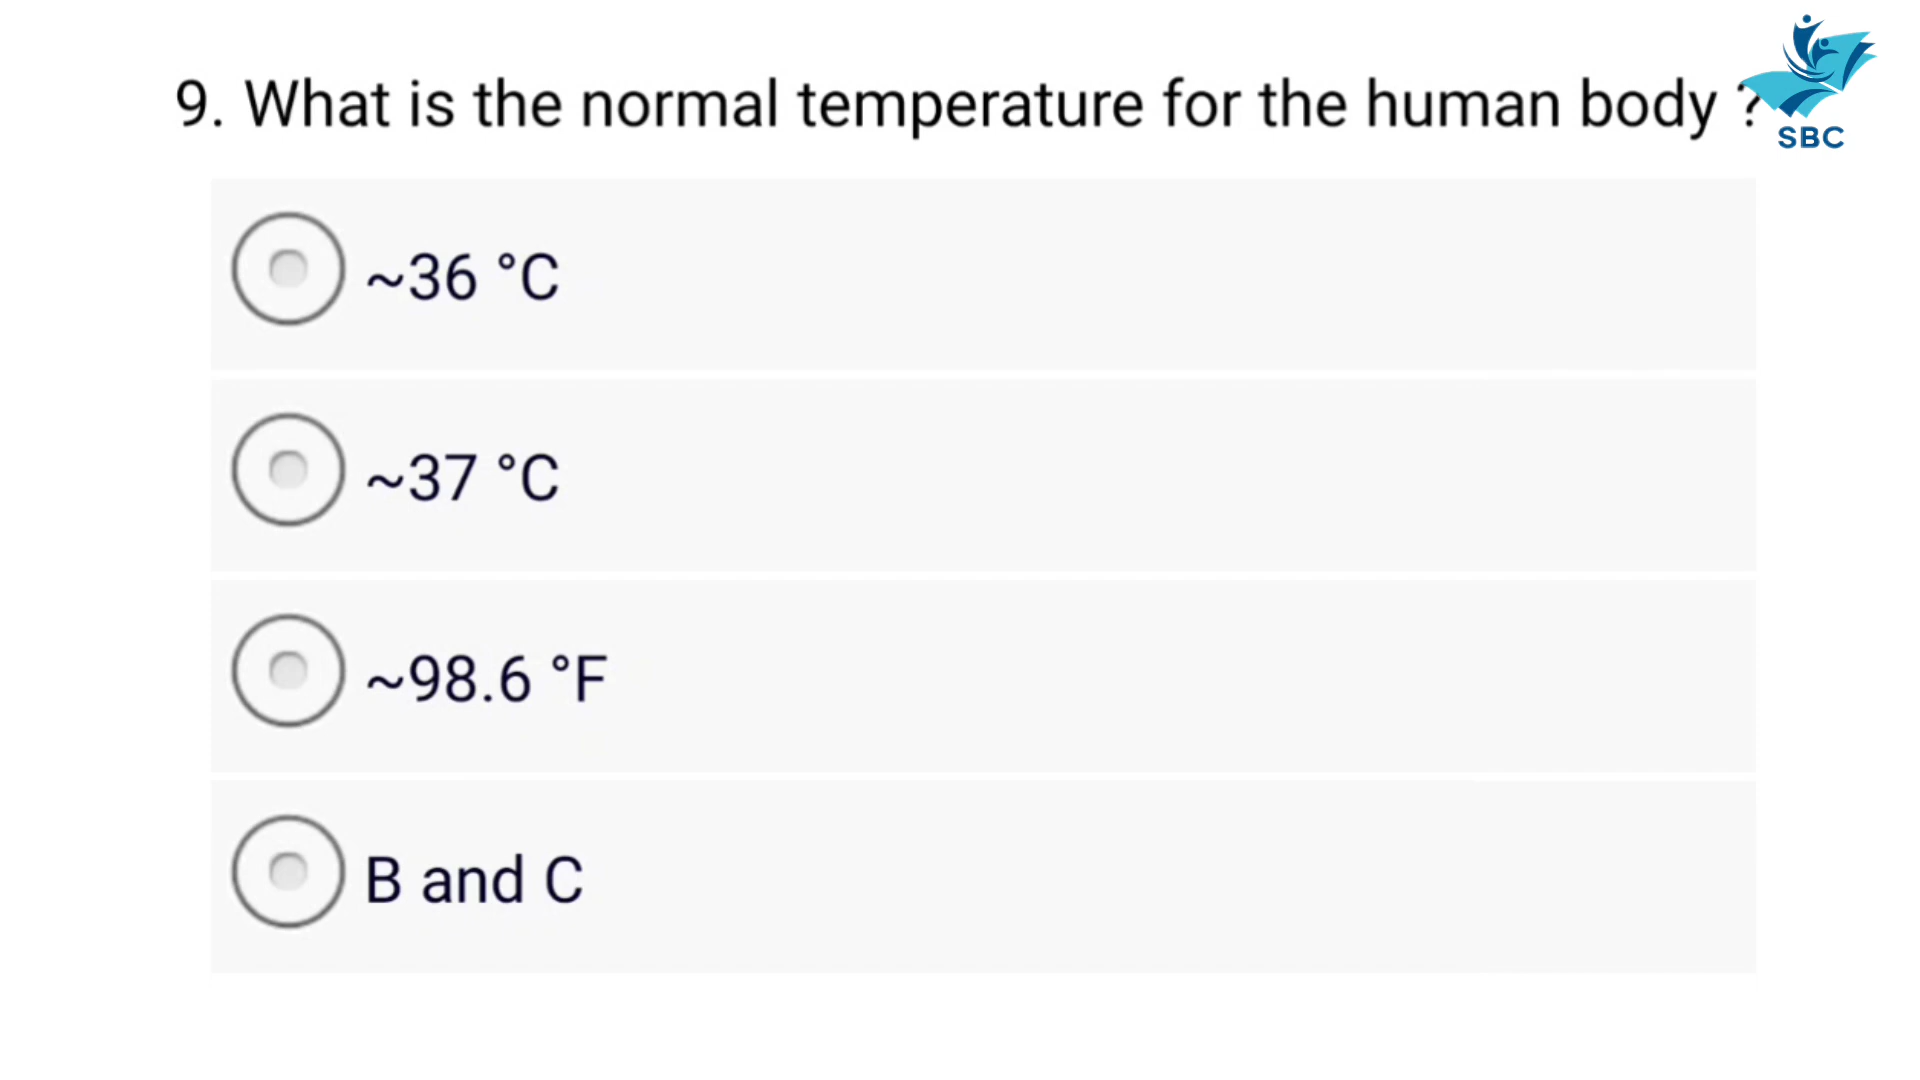 9. What is the normal temperature for the human body ?
SBC
~36 °C
~37 °C
~98.6 °F
B and C